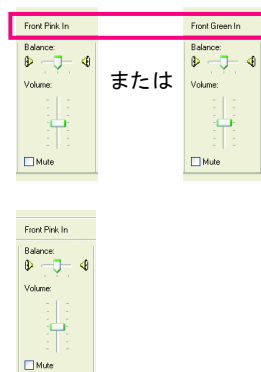 Front Pink In
Balance:
Volume:
Mute
または
Front Green In
Balance:
Volume:
Mute
Front Pink In
Balance:
Volume:
Mute